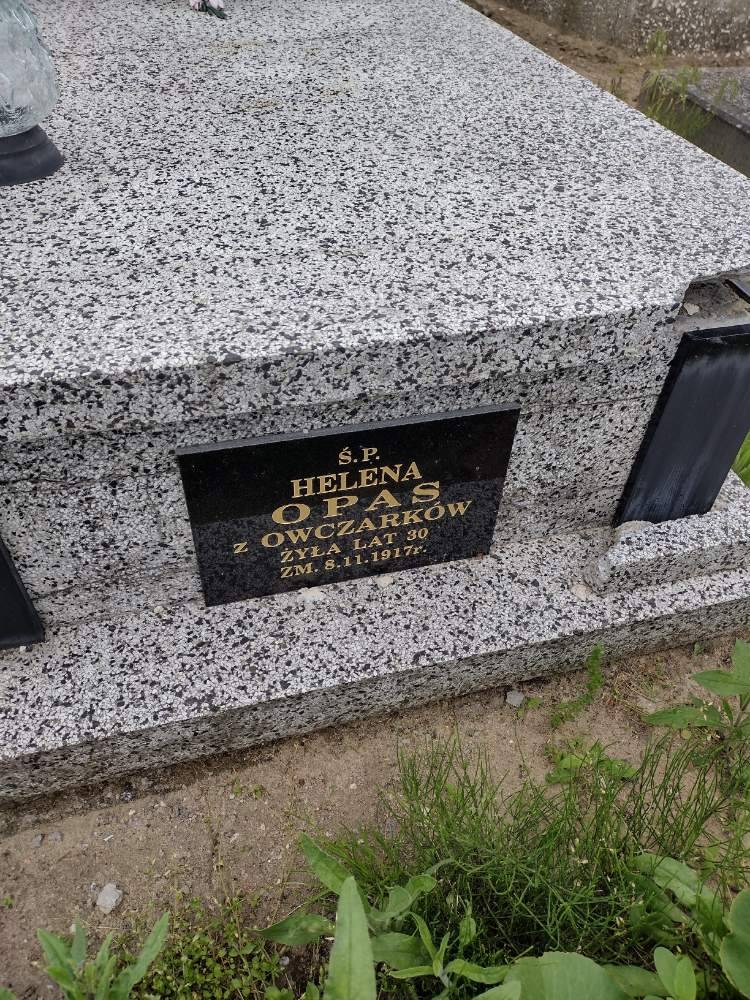 Ś.P.
HELENA
OPAS
z OWCZARKÓW
ŻYŁA LAT 30
ZM. 8.11.1917r.